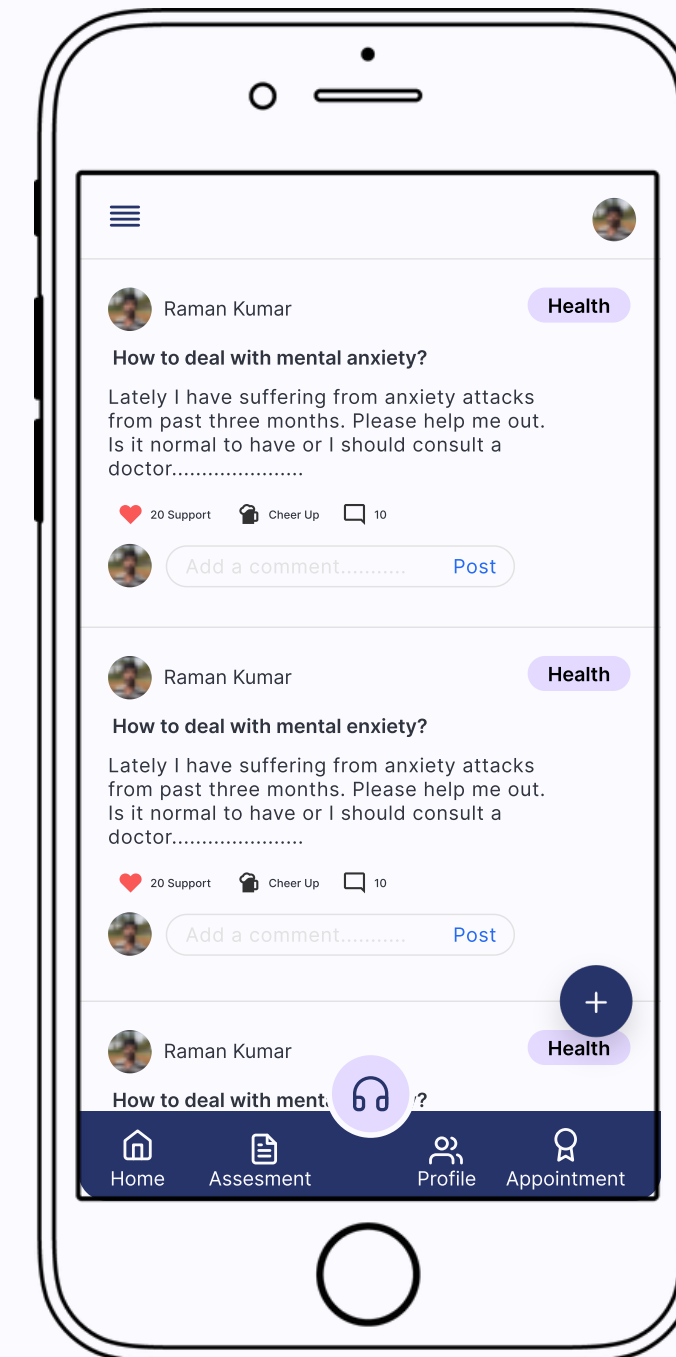 Raman Kumar
Health
How to deal with mental anxiety?
Lately I have suffering from anxiety attacks
from past three months. Please help me out.
Is it normal to have or I should consult a
doctor......................
20 Support
Cheer Up
10
Add a comment...........
Post
Raman Kumar
Health
How to deal with mental enxiety?
Lately I have suffering from anxiety attacks
from past three months. Please help me out.
Is it normal to have or I should consult a
doctor......................
20 Support
Cheer Up
10
Add a comment...........
Post
Raman Kumar
Health
How to deal with ?
Home
Assesment
Profile
Appointment